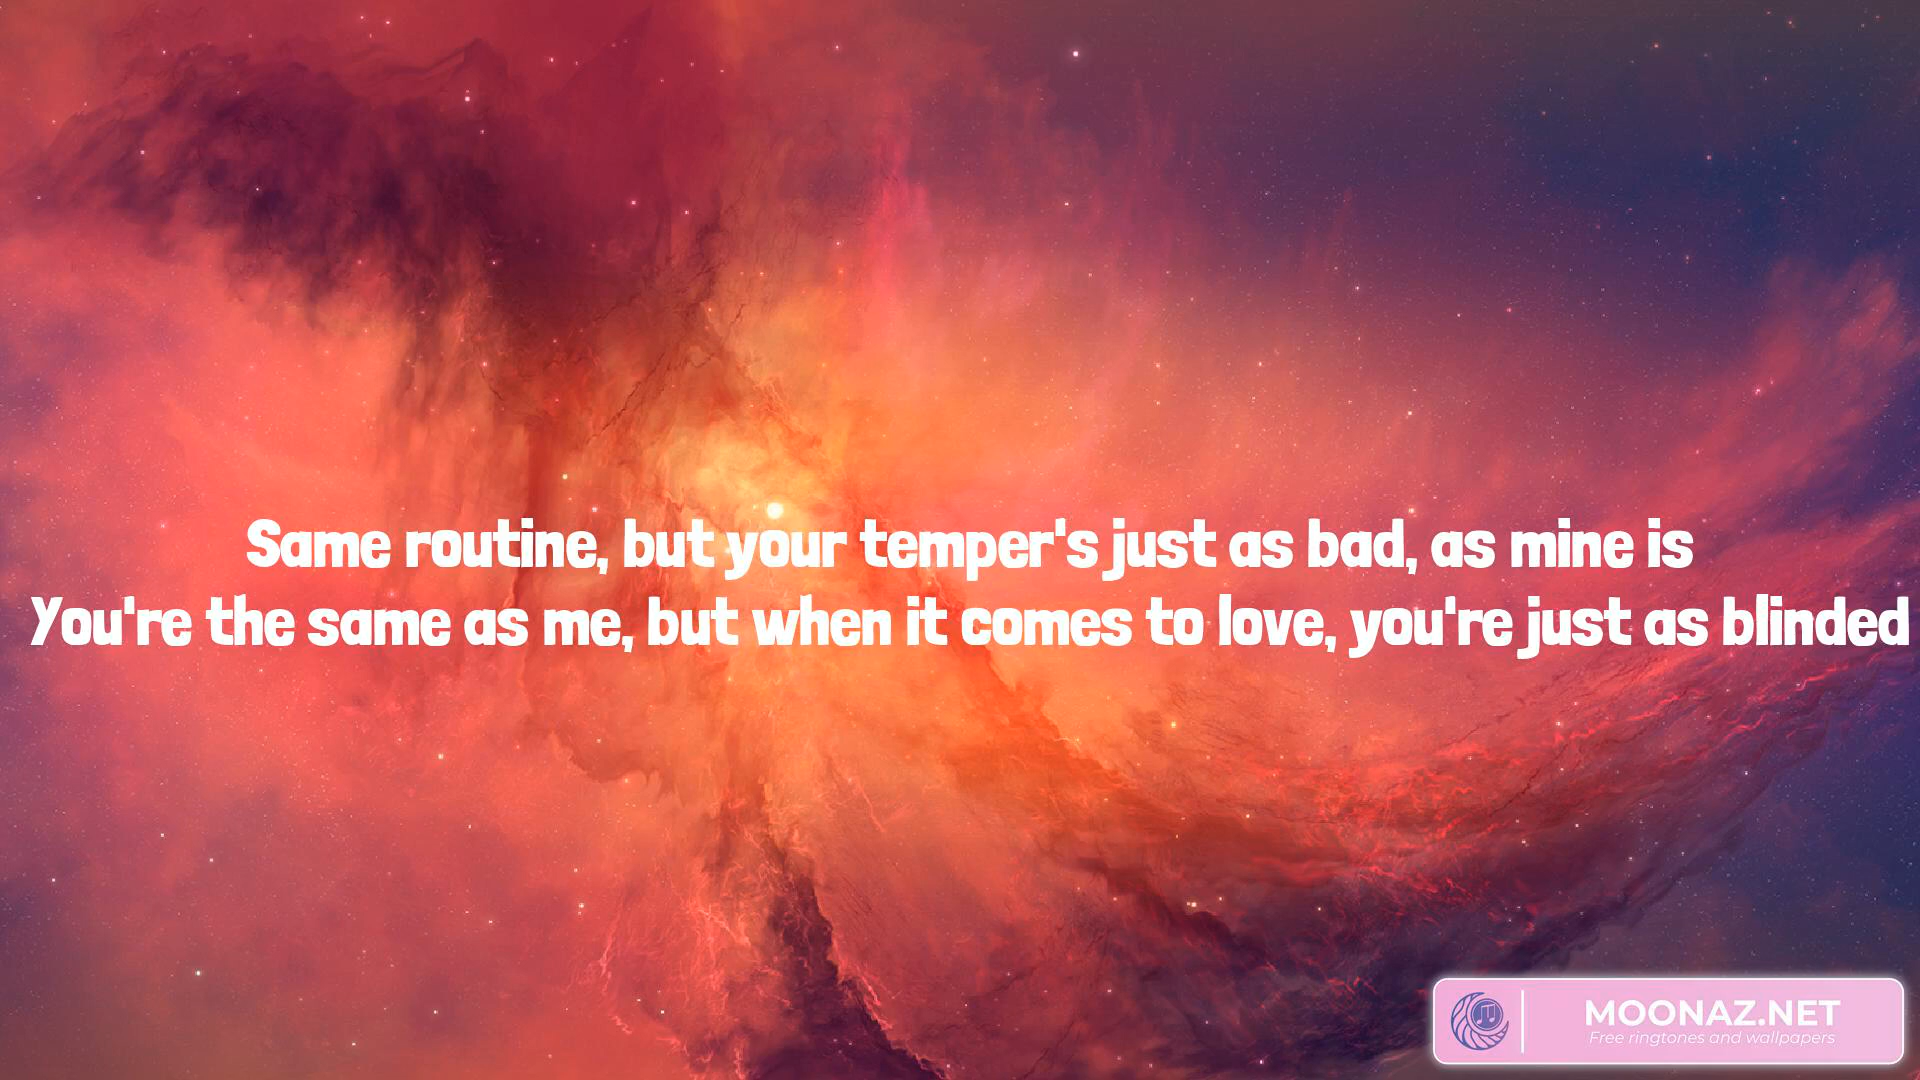 Same routine, but your temper's just as bad, as mine is
You're the same as me, but when it comes to love, you're just as blinded
MOONAZ.NET
Free ringtones and wallpapers